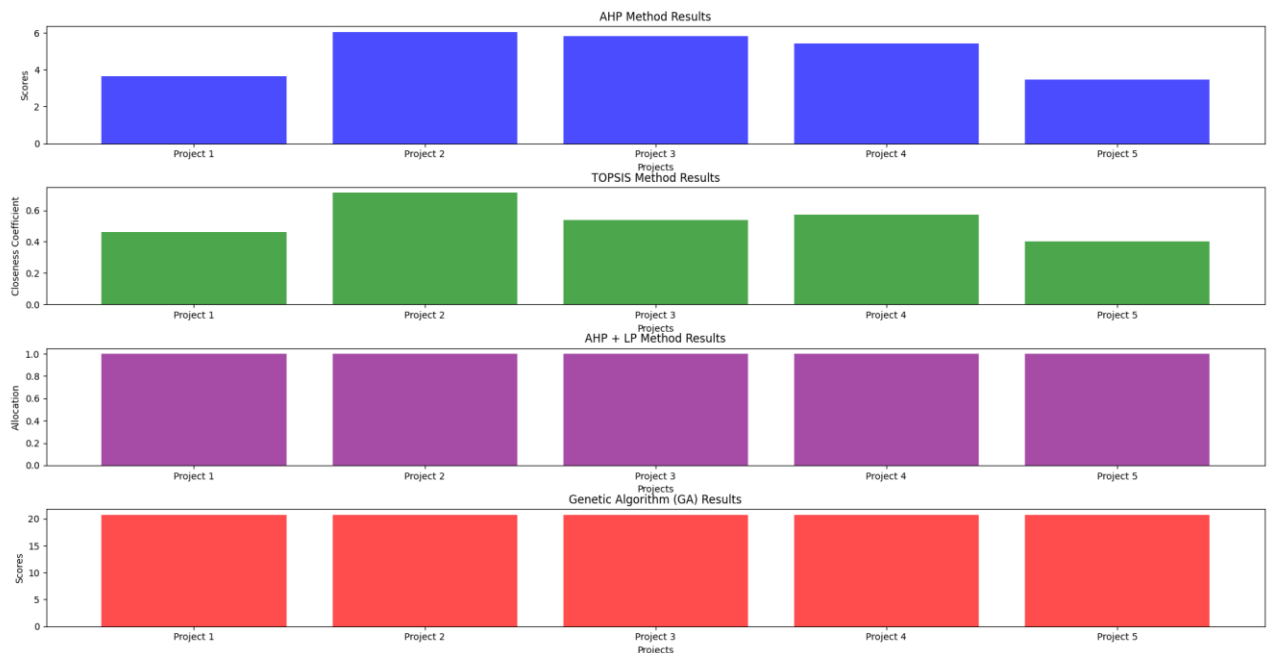 AHP Method Results
6
4
2
0
Scores
Project 1 Project 2 Project 3 Project 4 Project 5
Projects
TOPSIS Method Results
0.6
0.4
0.2
0.0
Closeness Coefficient
Project 1 Project 2 Project 3 Project 4 Project 5
Projects
AHP + LP Method Results
1.0
0.8
0.6
0.4
0.2
0.0
Allocation
Project 1 Project 2 Project 3 Project 4 Project 5
Projects
Genetic Algorithm (GA) Results
20
15
10
5
0
Scores
Project 1 Project 2 Project 3 Project 4 Project 5
Projects